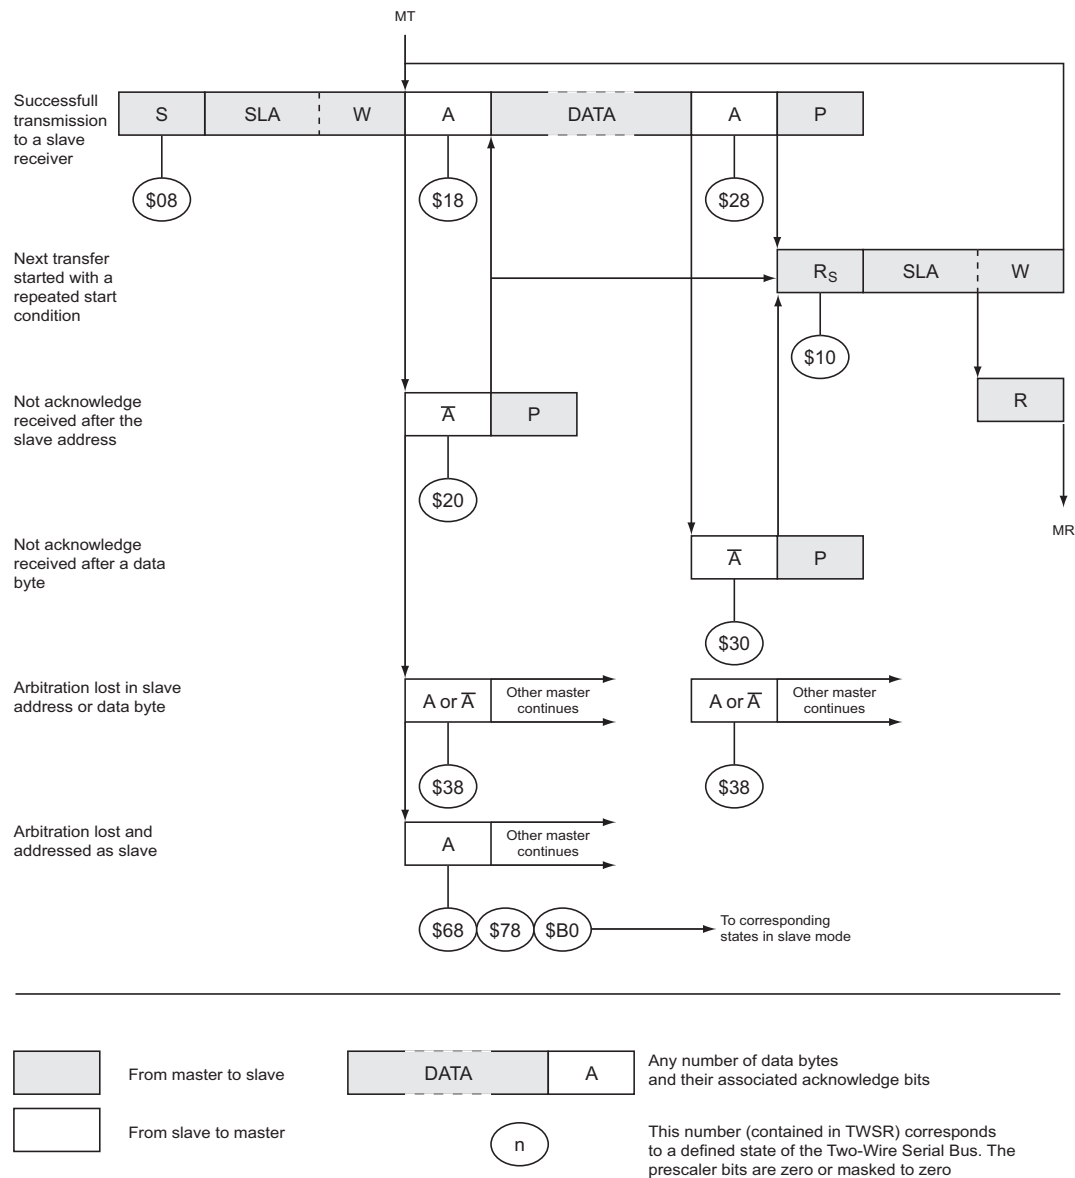 MT
Successfull
transmission
to a slave
receiver
S SLA W A DATA A P
$08 $18 $28
Next transfer
started with a
repeated start
condition
RS SLA W
$10
Not acknowledge
received after the
slave address
A̅ P
R
$20
MR
Not acknowledge
received after a data
byte
A̅ P
$30
Arbitration lost in slave
address or data byte
A or A̅
Other master
continues
A or A̅
Other master
continues
$38 $38
Arbitration lost and
addressed as slave
A
Other master
continues
$68 $78 $B0
To corresponding
states in slave mode
From master to slave
DATA A
Any number of data bytes
and their associated acknowledge bits
From slave to master
n
This number (contained in TWSR) corresponds
to a defined state of the Two-Wire Serial Bus. The
prescaler bits are zero or masked to zero